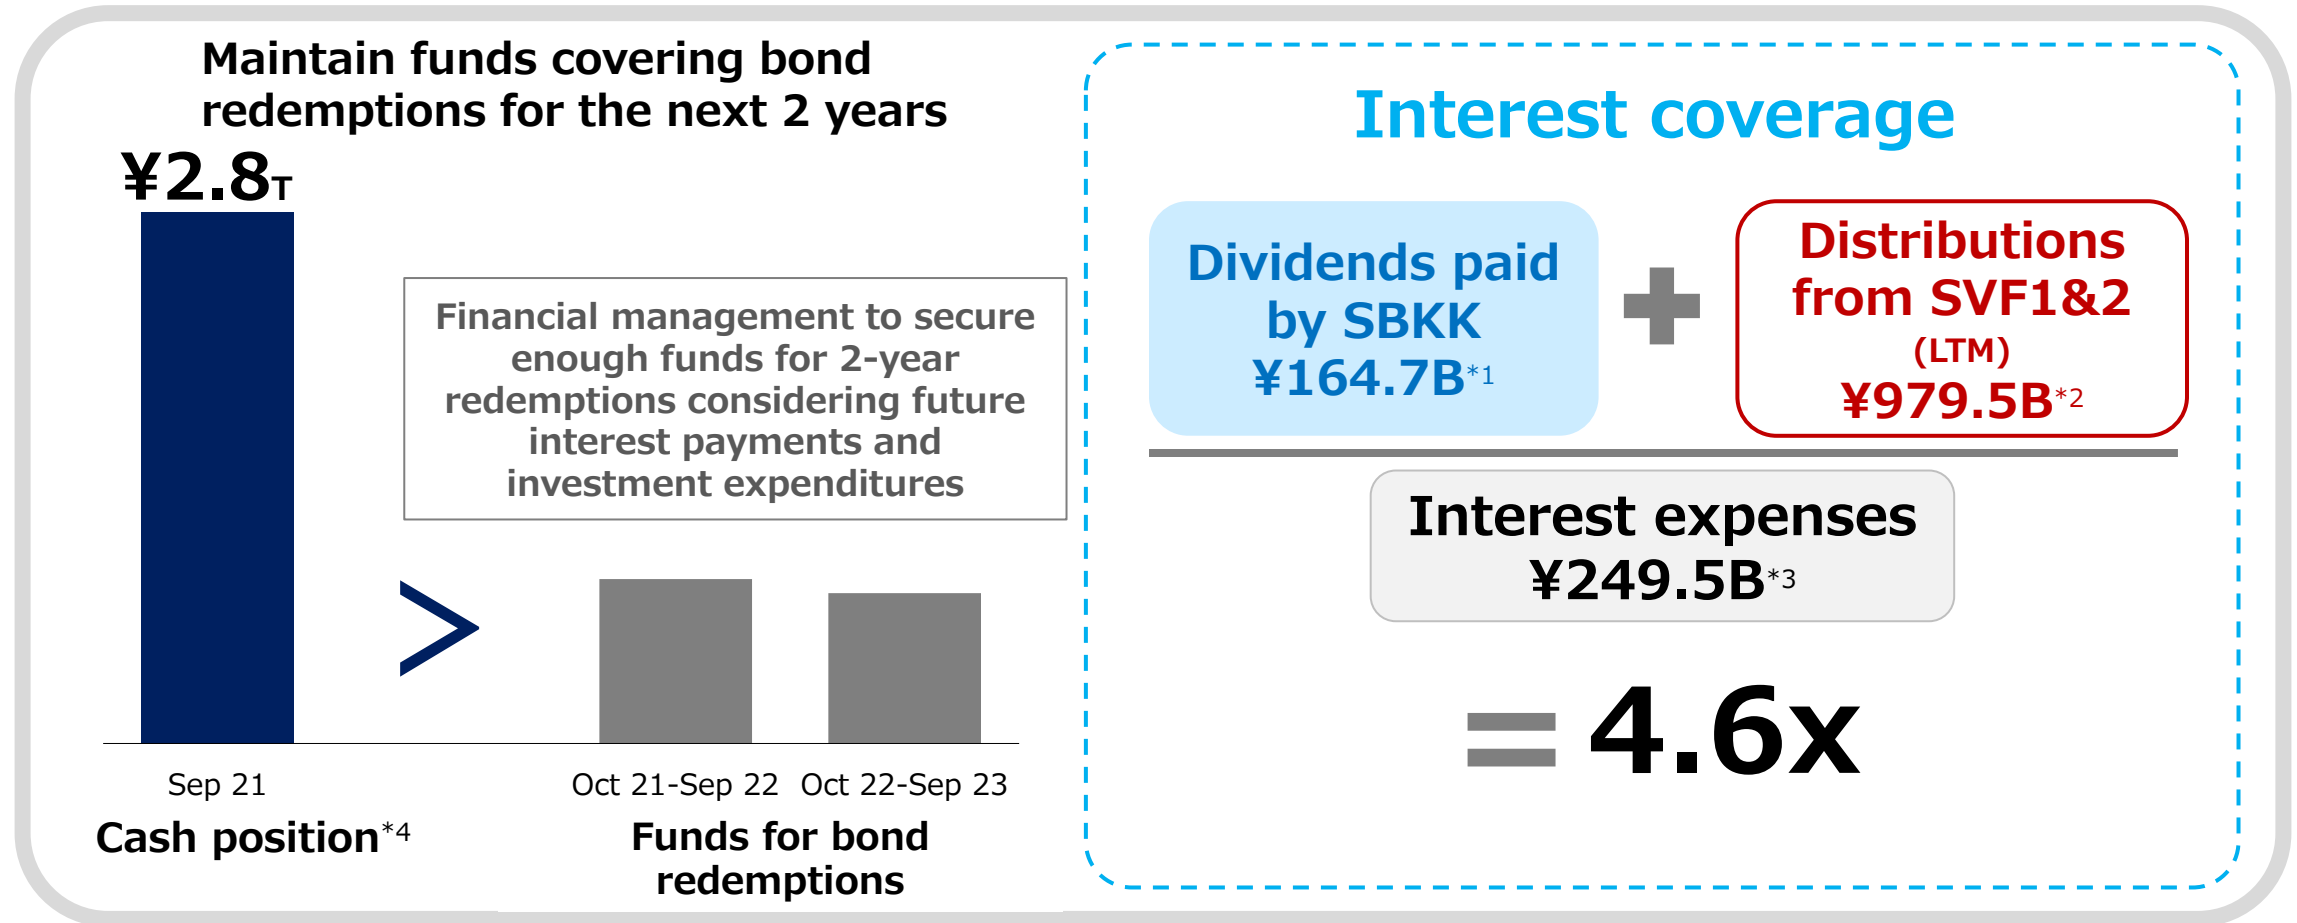 Maintain funds covering bond
redemptions for the next 2 years
¥2.8T
Financial management to secure
enough funds for 2-year
redemptions considering future
interest payments and
investment expenditures
>
Sep 21
Oct 21-Sep 22
Oct 22-Sep 23
Cash position*4
Funds for bond
redemptions
Interest coverage
Dividends paid
by SBKK
¥164.7B*1
+
Distributions
from SVF1&2
(LTM)
¥979.5B*2
Interest expenses
¥249.5B*3
= 4.6x